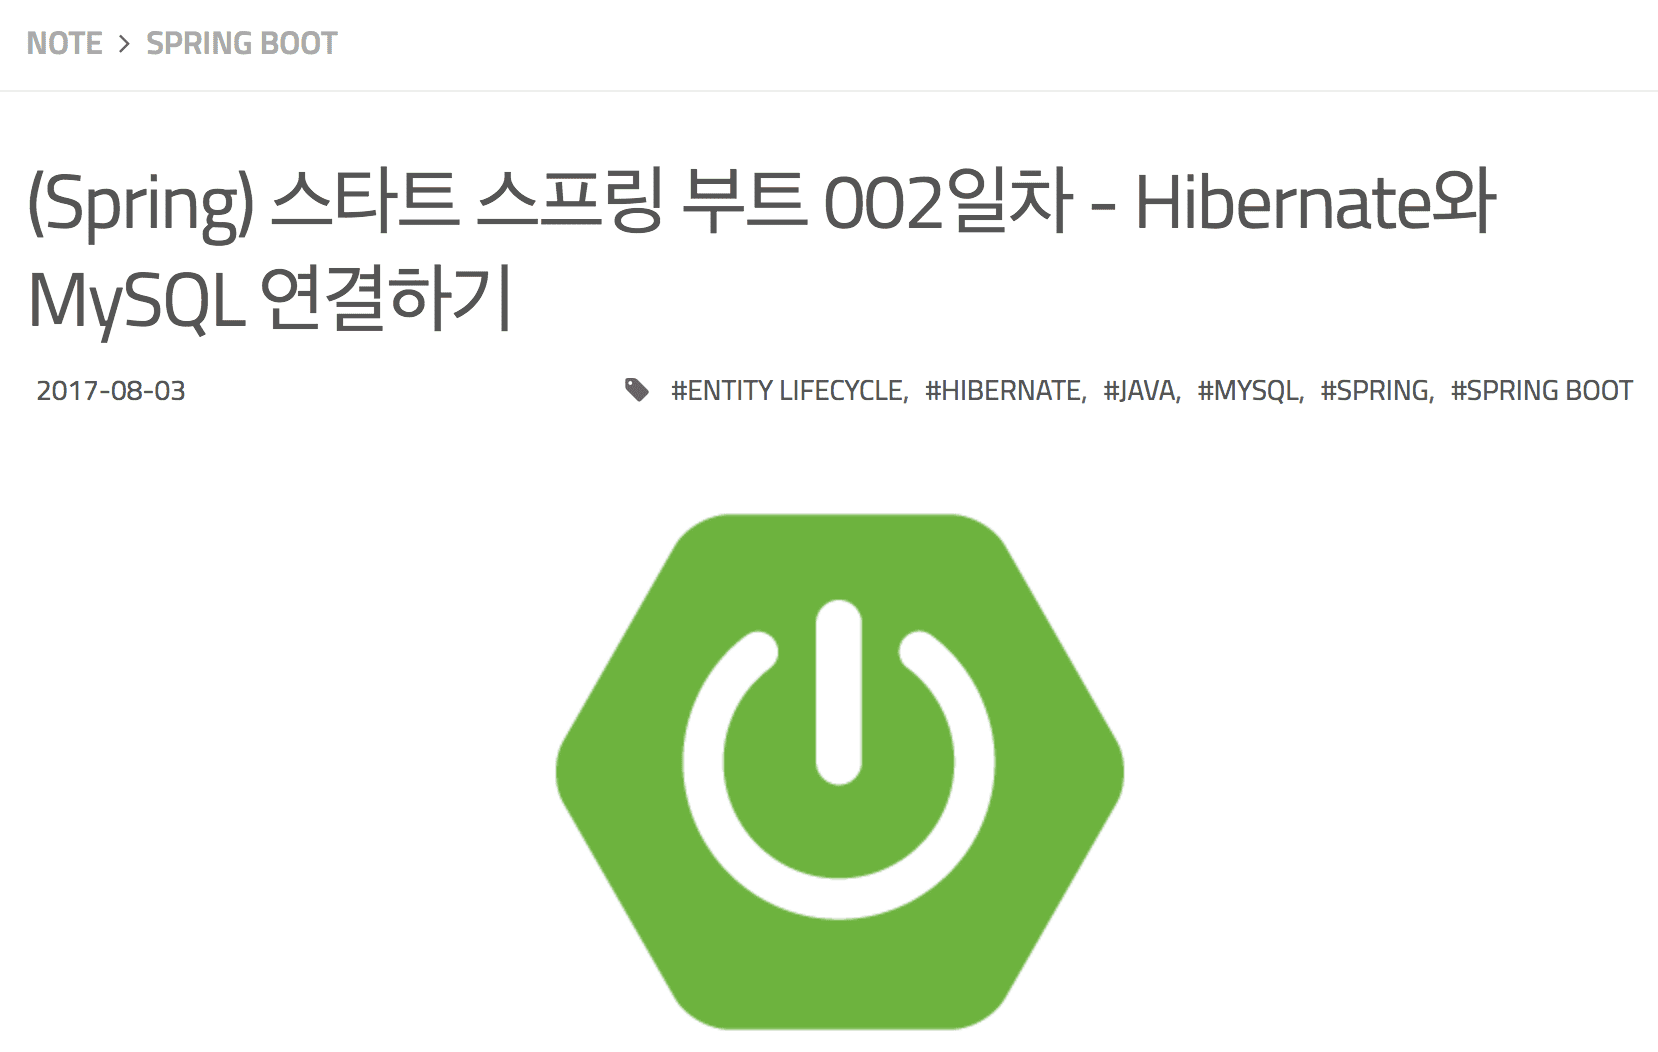 NOTE > SPRING BOOT
(Spring) 스타트 스프링 부트 002일차 - Hibernate와
MySQL 연결하기
2017-08-03 #ENTITY LIFECYCLE, #HIBERNATE, #JAVA, #MYSQL, #SPRING, #SPRING BOOT